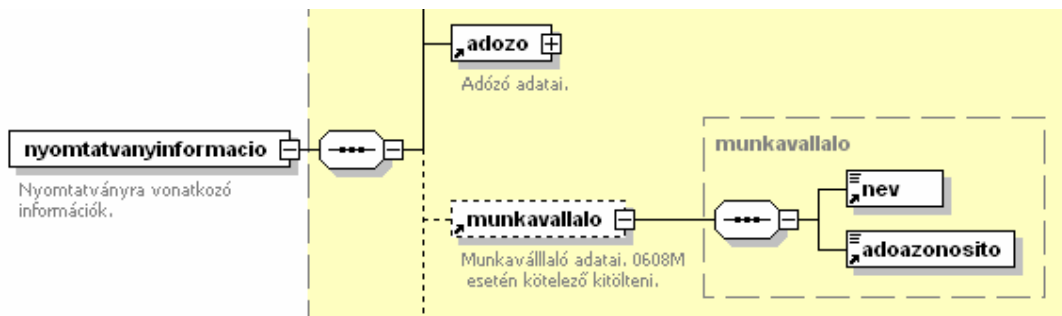 adozo
Adózó adatai.
munkavallalo
nyomtatvanyinformacio
nev
Nyomtatványra vonatkozó
információk.
munkavallalo
adoazonosito
Munkaválllaló adatai. 0608M
esetén kötelező kitölteni.